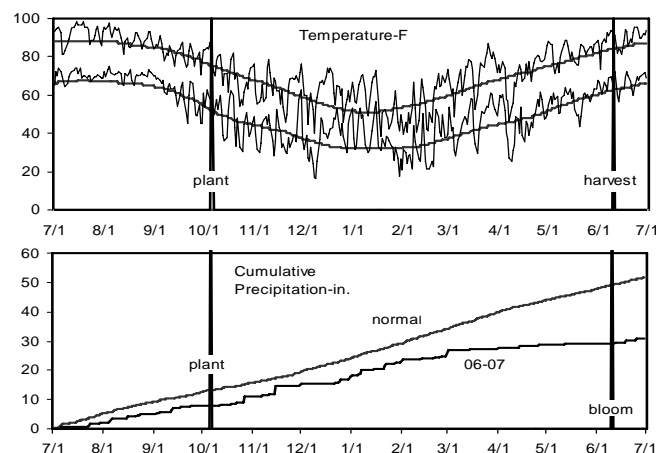 100
Temperature-F
80
60
40
20
plant
harvest
0
7/1 8/1 9/1 10/1 11/1 12/1 1/1 2/1 3/1 4/1 5/1 6/1 7/1
60
Cumulative
Precipitation-in.
50
40
normal
30
plant
06-07
20
10
bloom
0
7/1 8/1 9/1 10/1 11/1 12/1 1/1 2/1 3/1 4/1 5/1 6/1 7/1